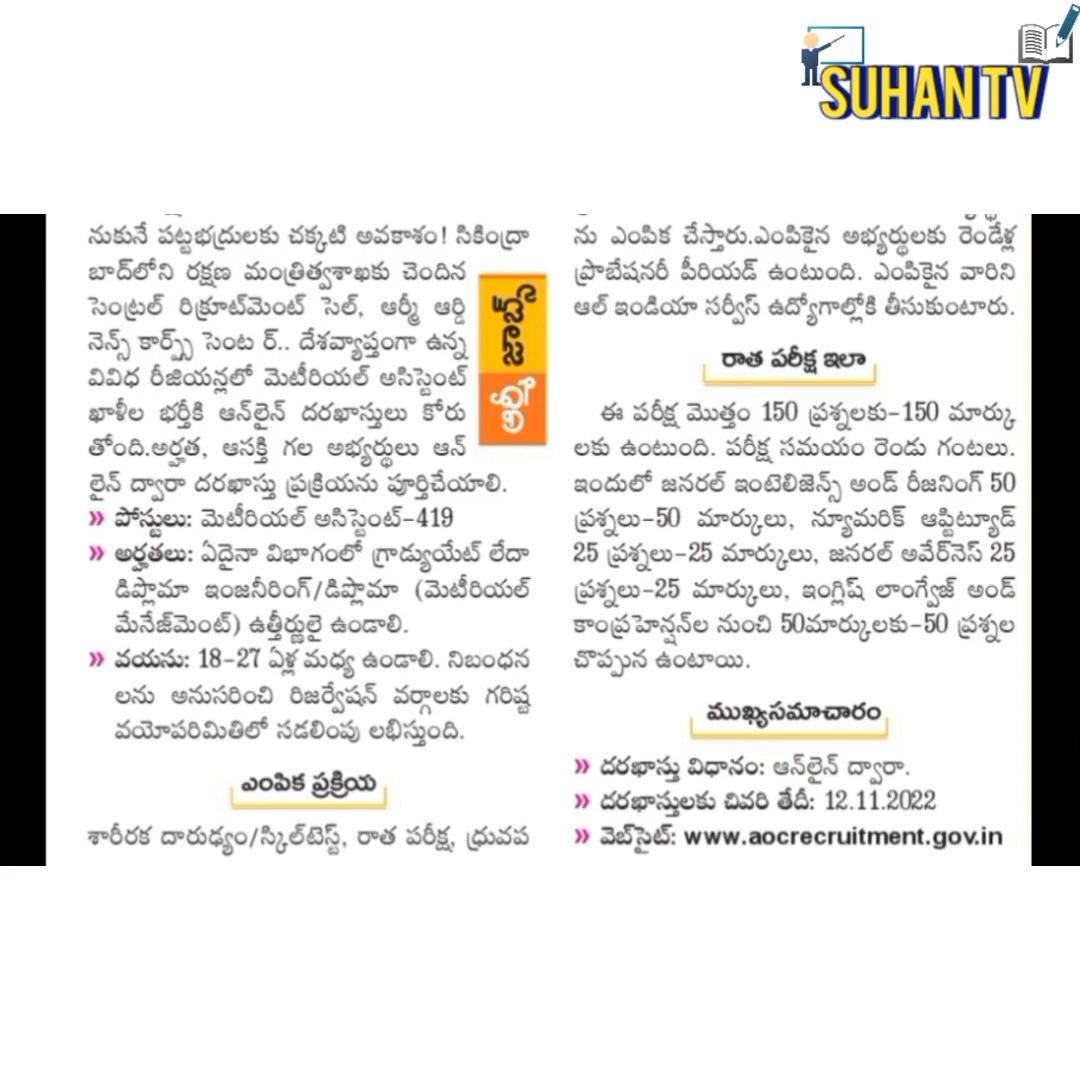 SUHAN TV
నుకునే పట్టభద్రులకు చక్కటి అవకాశం! సికింద్రా
బాద్‌లోని రక్షణ మంత్రిత్వశాఖకు చెందిన
సెంట్రల్ రిక్రూట్‌మెంట్ సెల్, ఆర్మీ ఆర్డి
నెన్స్ కార్ప్స్ సెంట ర్.. దేశవ్యాప్తంగా ఉన్న
వివిధ రీజియన్లలో మెటీరియల్ అసిస్టెంట్
ఖాళీల భర్తీకి ఆన్‌లైన్ దరఖాస్తులు కోరు
తోంది.అర్హత, ఆసక్తి గల అభ్యర్థులు ఆన్
లైన్ ద్వారా దరఖాస్తు ప్రక్రియను పూర్తిచేయాలి.
» పోస్టులు: మెటీరియల్ అసిస్టెంట్-419
» అర్హతలు: ఏదైనా విభాగంలో గ్రాడ్యుయేట్ లేదా
డిప్లొమా ఇంజనీరింగ్/డిప్లొమా (మెటీరియల్
మేనేజ్‌మెంట్) ఉత్తీర్ణులై ఉండాలి.
» వయసు: 18-27 ఏళ్ల మధ్య ఉండాలి. నిబంధన
లను అనుసరించి రిజర్వేషన్ వర్గాలకు గరిష్ట
వయోపరిమితిలో సడలింపు లభిస్తుంది.
ఎంపిక ప్రక్రియ
శారీరక దారుఢ్యం/స్కిల్‌టెస్ట్, రాత పరీక్ష, ధ్రువప
జాబ్స్
ను ఎంపిక చేస్తారు.ఎంపికైన అభ్యర్థులకు రెండేళ్ల
ప్రొబేషనరీ పీరియడ్ ఉంటుంది. ఎంపికైన వారిని
ఆల్ ఇండియా సర్వీస్ ఉద్యోగాల్లోకి తీసుకుంటారు.
రాత పరీక్ష ఇలా
ఈ పరీక్ష మొత్తం 150 ప్రశ్నలకు-150 మార్కు
లకు ఉంటుంది. పరీక్ష సమయం రెండు గంటలు.
ఇందులో జనరల్ ఇంటెలిజెన్స్ అండ్ రీజనింగ్ 50
ప్రశ్నలు-50 మార్కులు, న్యూమరిక్ ఆప్టిట్యూడ్
25 ప్రశ్నలు-25 మార్కులు, జనరల్ అవేర్‌నెస్ 25
ప్రశ్నలు-25 మార్కులు, ఇంగ్లిష్ లాంగ్వేజ్ అండ్
కాంప్రహెన్షన్‌ల నుంచి 50మార్కులకు-50 ప్రశ్నల
చొప్పున ఉంటాయి.
ముఖ్యసమాచారం
» దరఖాస్తు విధానం: ఆన్‌లైన్ ద్వారా.
» దరఖాస్తులకు చివరి తేదీ: 12.11.2022
» వెబ్‌సైట్: www.aocrecruitment.gov.in